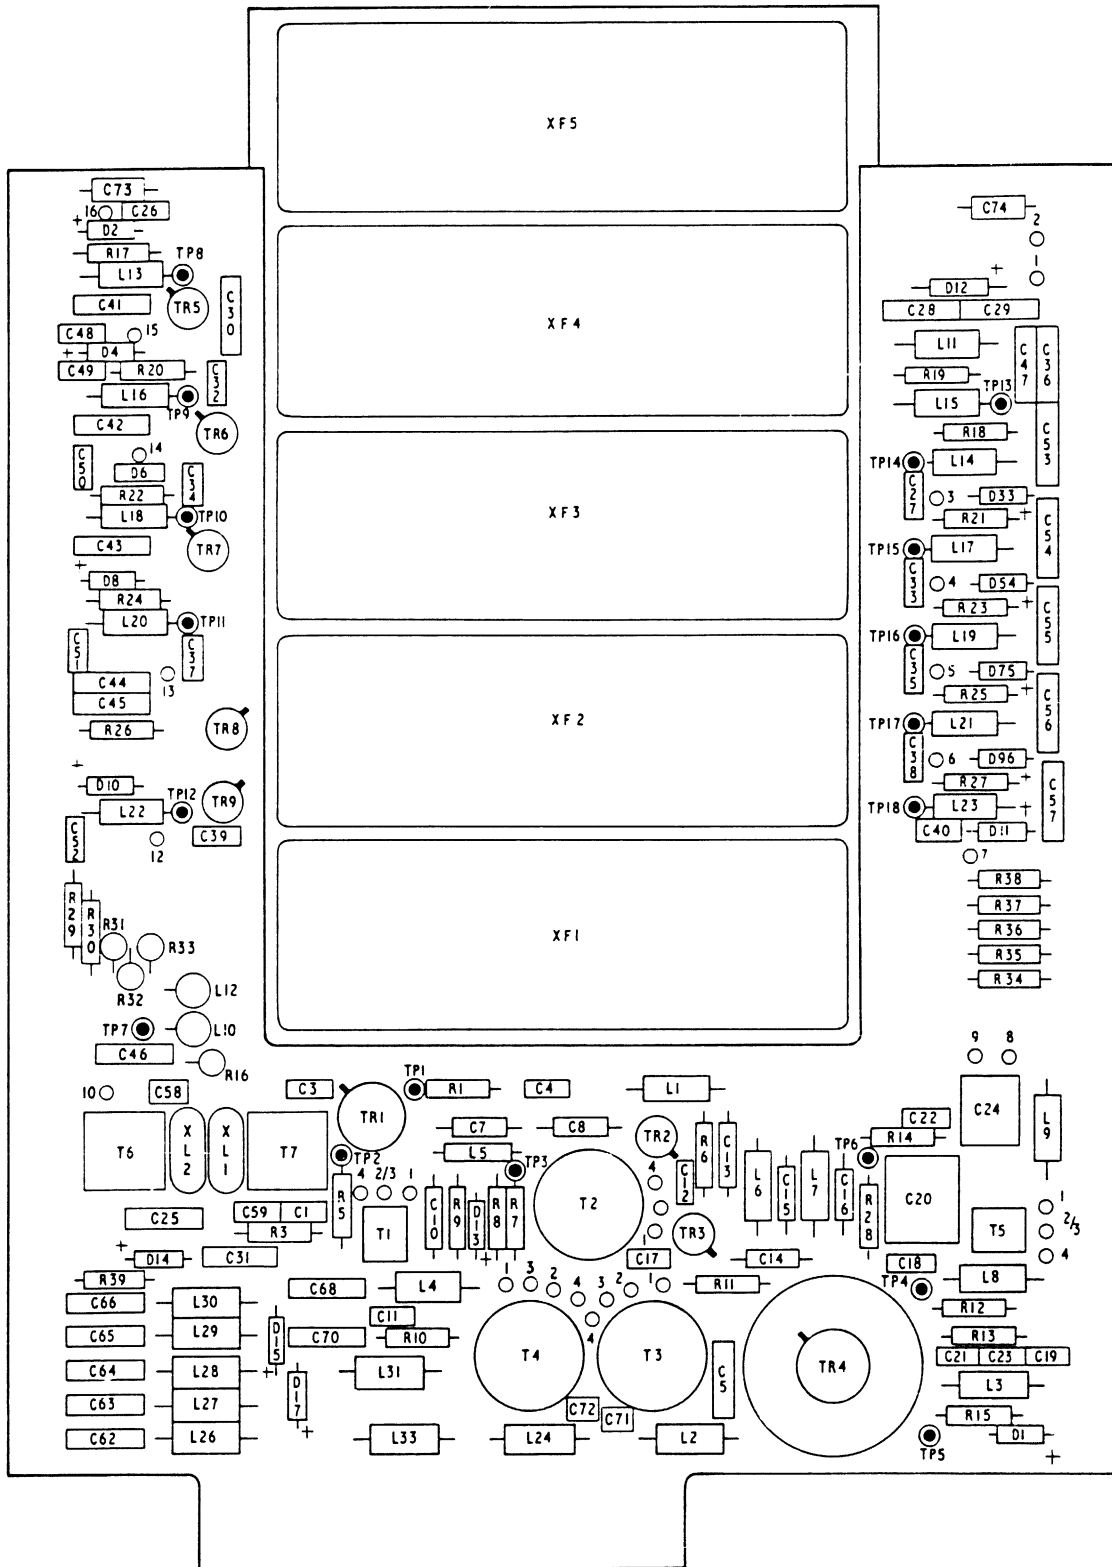 XF5
C73
16 C26
+
D2
R17 TP8
L13
C41 TR5 C30
C48 15
+ D4
C49 R20 C32
L16
TP9
C42 TR6
14
C50 D6 C34
R22
L18 TP10
C43 TR7
+
D8
R24
L20 TP11
C51 C37
C44 13
C45
R26 TR8
+
D10 TP12 TR9
L22
C52 12 C39
R29 R30 R31 R33
R32 L12
TP7 L10
C46 R16
10 C58
XF4
XF3
XF2
XF1
C74
2
1
+
D12
C28 C29
L11 C47 C36
R19 TP13
L15
R18 C53
TP14 L14
C27 3 D33
R21 + C54
TP15 L17
C33 4 D54
R23 + C55
TP16 L19
C35 5 D75
R25 + C56
TP17 L21
C38 6 D96
R27 + C57
TP18 L23 +
C40 D11
7
R38
R37
R36
R35
R34
9 8
TP1
C3 R1 C4 L1
TR1
C7 C8 TR2 R6 C13
L5
T6 XL2 XL1 T7 TP2 TP3 C12
4 2/3 1 4
R5 C10 R9 D13 R8 R7 T2
C25 C59 C1 T1 1 TR3
R3 + C17
+ D14 C31
C22 C24 L9
R14
TP6
L6 C15 L7 C16 R28 C20 T5 1
2/3
4
C14 C18
R39 C68 L4 1 3 2 4 3 2 1 R11 TP4 L8
C66 L30 C11 4 R12
C65 L29 D15 C70 R10 R13
+ T4 T3 C5 TR4 C21 C23 C19
C64 L28 L31
C63 L27 D17 C72 C71 L3
+ R15
C62 L26 L33 L24 L2 TP5 D1
+